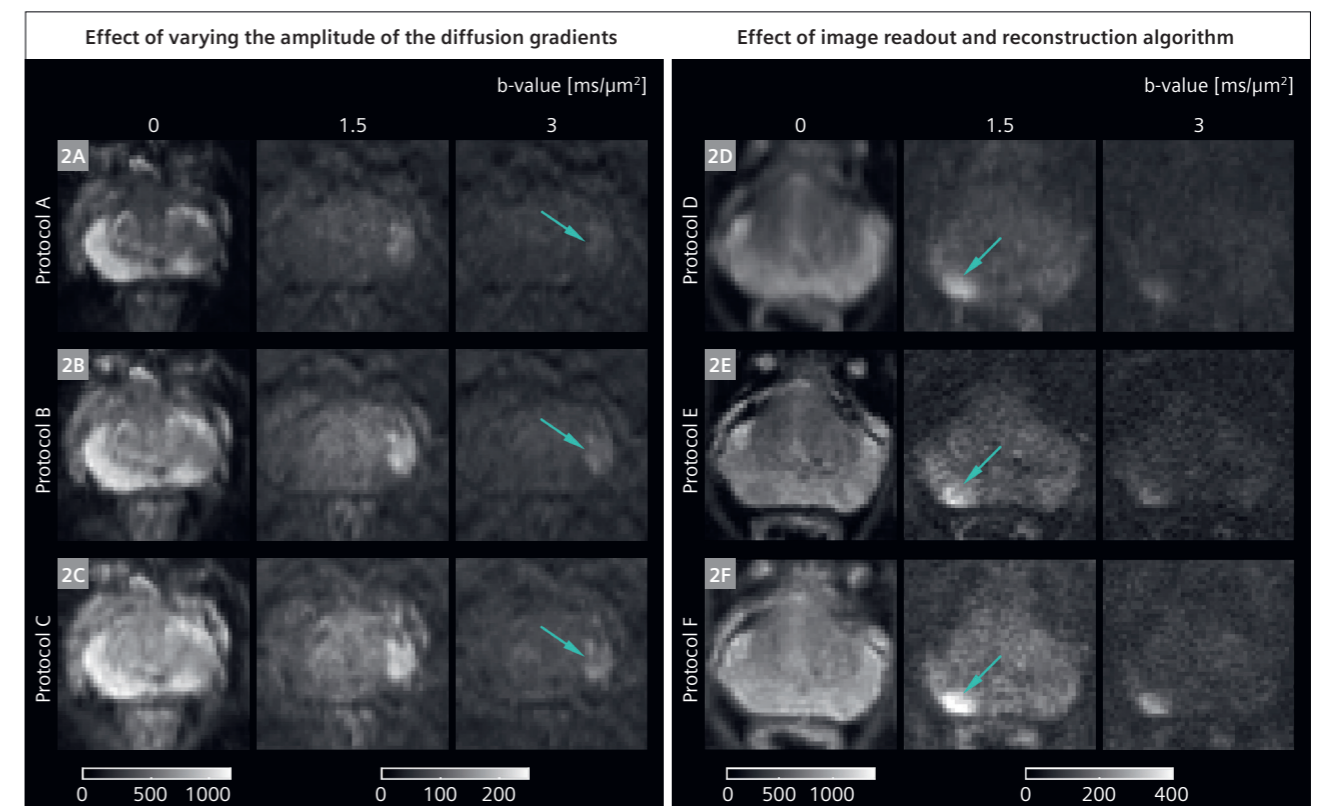 Effect of varying the amplitude of the diffusion gradients
b-value [ms/μm²]
0 1.5 3
2A
Protocol A
2B
Protocol B
2C
Protocol C
0 500 1000
0 100 200
Effect of image readout and reconstruction algorithm
b-value [ms/μm²]
0 1.5 3
2D
Protocol D
2E
Protocol E
2F
Protocol F
0 500 1000
0 200 400